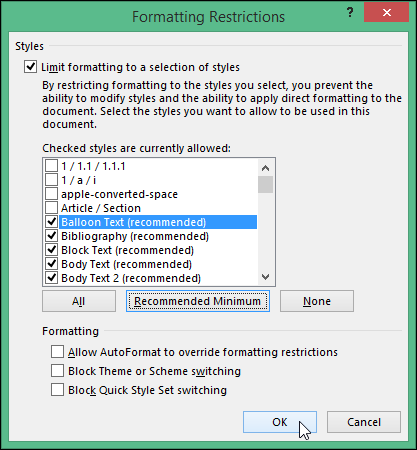 Formatting Restrictions
?
Styles
Limit formatting to a selection of styles
By restricting formatting to the styles you select, you prevent the
ability to modify styles and the ability to apply direct formatting to the
document. Select the styles you want to allow to be used in this
document.
Checked styles are currently allowed:
1 / 1.1 / 1.1.1
1 / a / i
apple-converted-space
Article / Section
Balloon Text (recommended)
Bibliography (recommended)
Block Text (recommended)
Body Text (recommended)
Body Text 2 (recommended)
All Recommended Minimum None
Formatting
Allow AutoFormat to override formatting restrictions
Block Theme or Scheme switching
Block Quick Style Set switching
OK Cancel